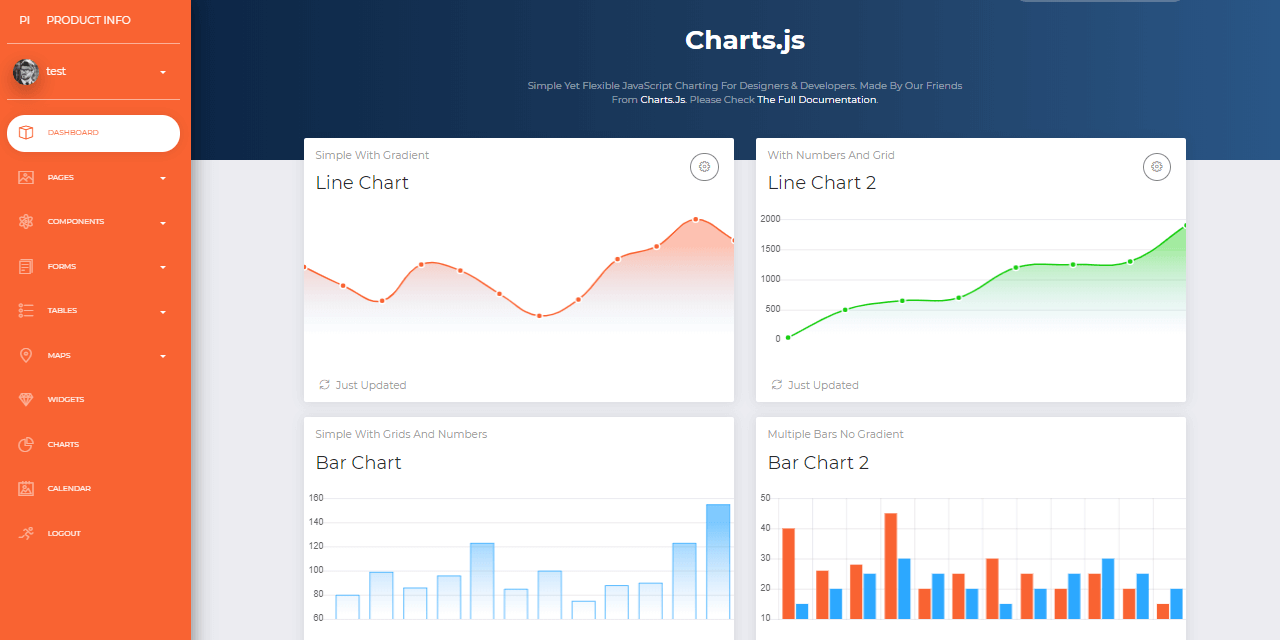 PI PRODUCT INFO
test
DASHBOARD
PAGES
COMPONENTS
FORMS
TABLES
MAPS
WIDGETS
CHARTS
CALENDAR
LOGOUT
Charts.js
Simple Yet Flexible JavaScript Charting For Designers & Developers. Made By Our Friends
From Charts.Js. Please Check The Full Documentation.
Simple With Gradient
Line Chart
Just Updated
With Numbers And Grid
Line Chart 2
2000
1500
1000
500
0
Just Updated
Simple With Grids And Numbers
Bar Chart
160
140
120
100
80
60
Multiple Bars No Gradient
Bar Chart 2
50
40
30
20
10